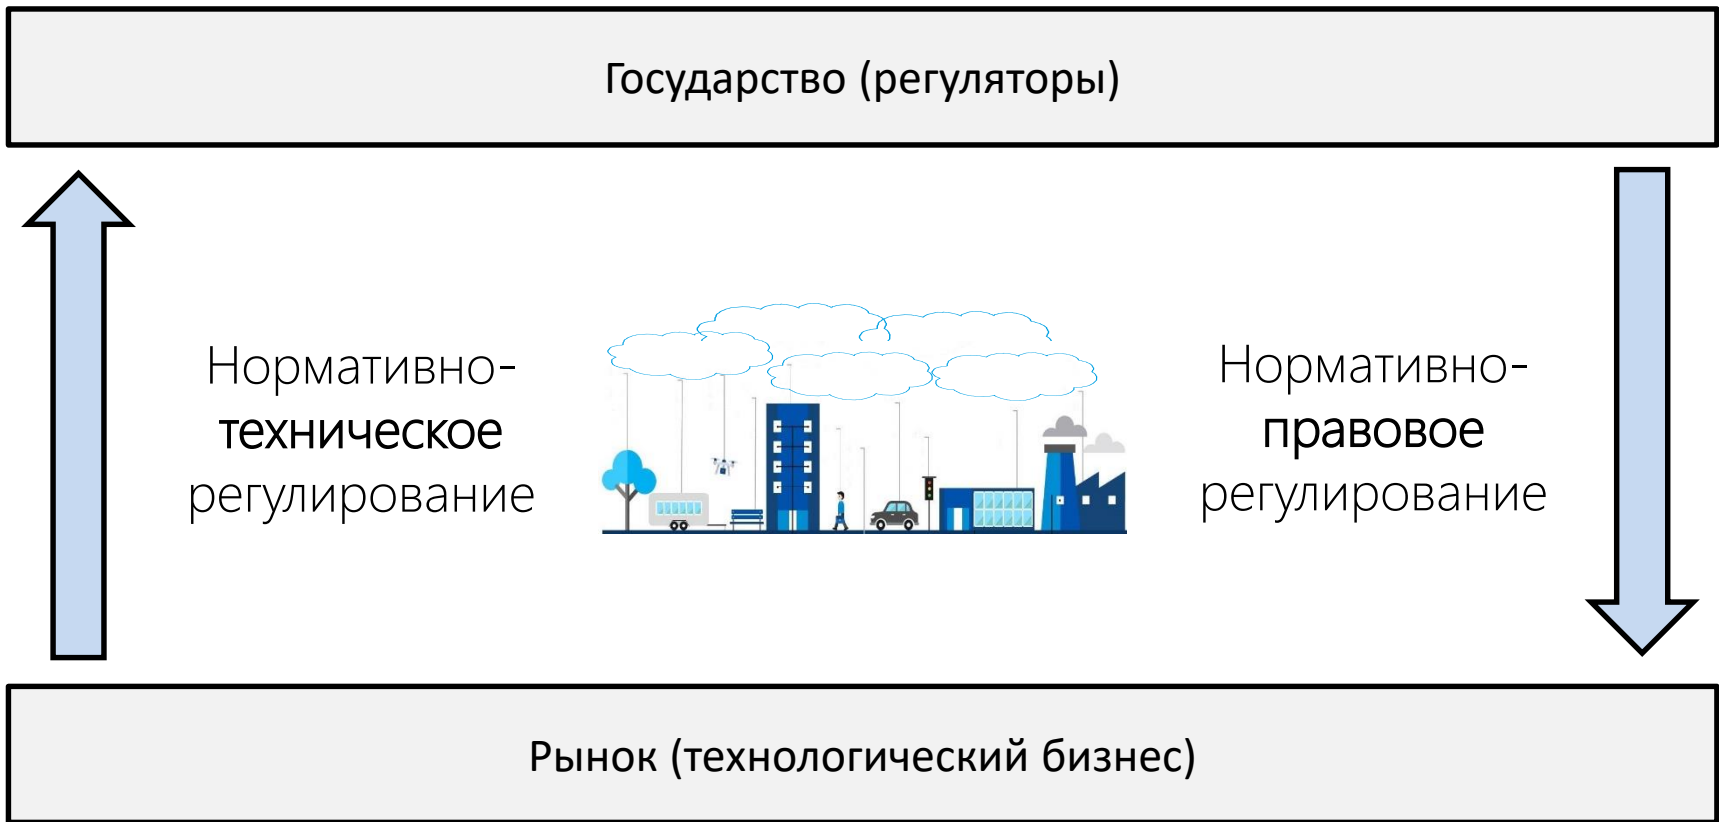 Государство (регуляторы)
Нормативно-
техническое
регулирование
Нормативно-
правовое
регулирование
Рынок (технологический бизнес)